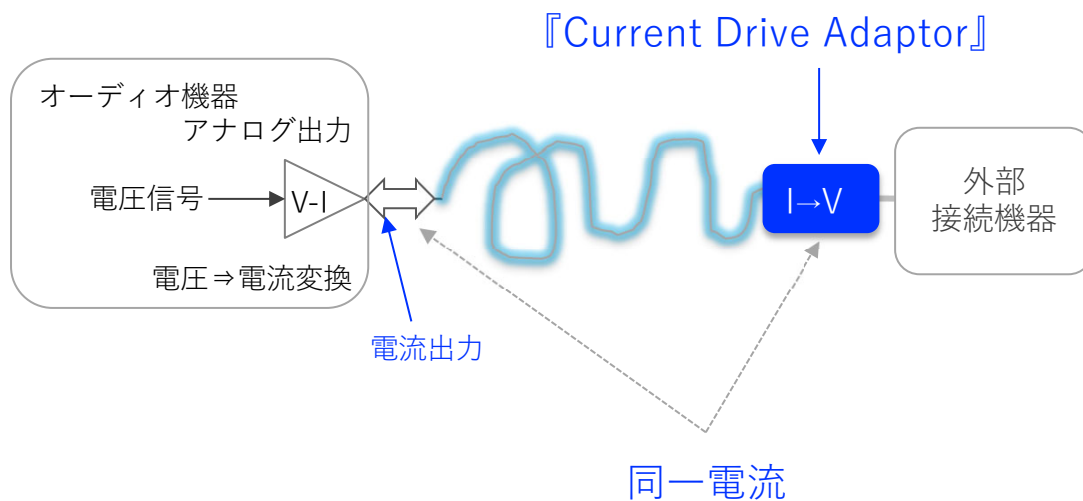 『Current Drive Adaptor』
オーディオ機器
アナログ出力
電圧信号
V-I
電圧⇒電流変換
電流出力
I→V
外部
接続機器
同一電流